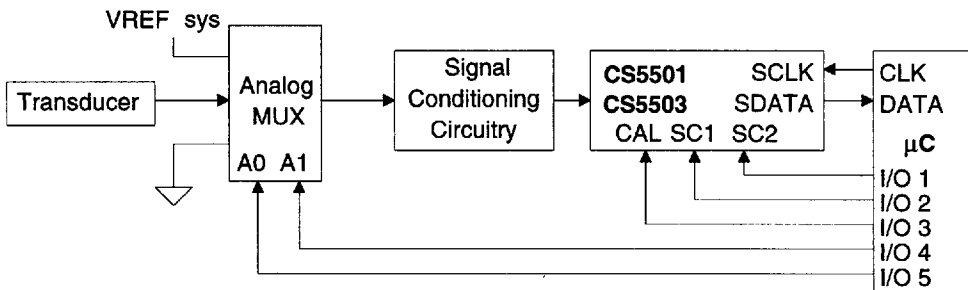 VREF sys
Transducer
Analog
MUX
A0 A1
Signal
Conditioning
Circuitry
CS5501 SCLK
CS5503 SDATA
CAL SC1 SC2
CLK
DATA
µC
I/O 1
I/O 2
I/O 3
I/O 4
I/O 5